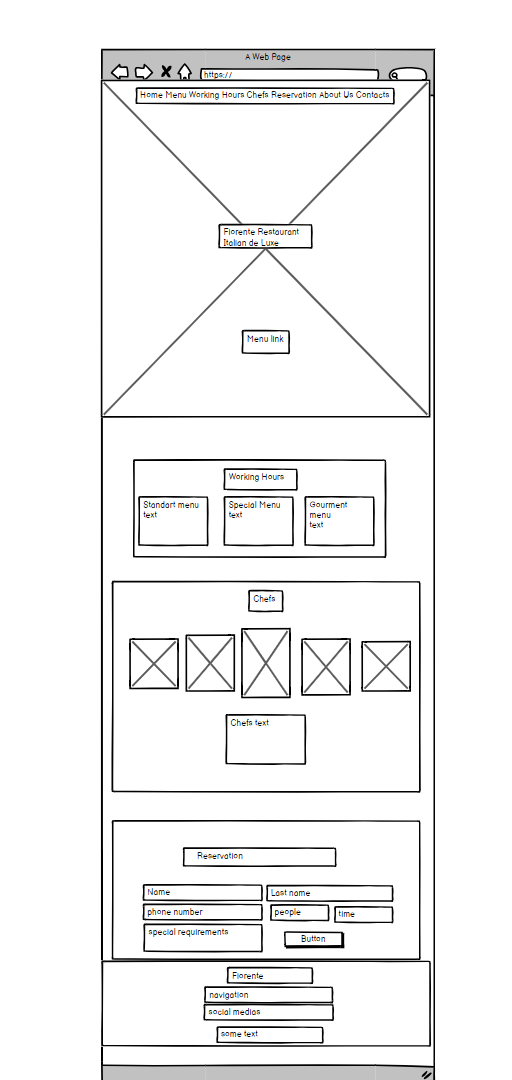 A Web Page
https://
Home Menu Working Hours Chefs Reservation About Us Contacts
Fiorente Restaurant
Italian de Luxe
Menu link
Working Hours
Standart menu
text
Special Menu
text
Gourment
menu
text
Chefs
Chefs text
Reservation
Name
Last name
phone number
people
time
special requirements
Button
Fiorente
navigation
social medias
some text